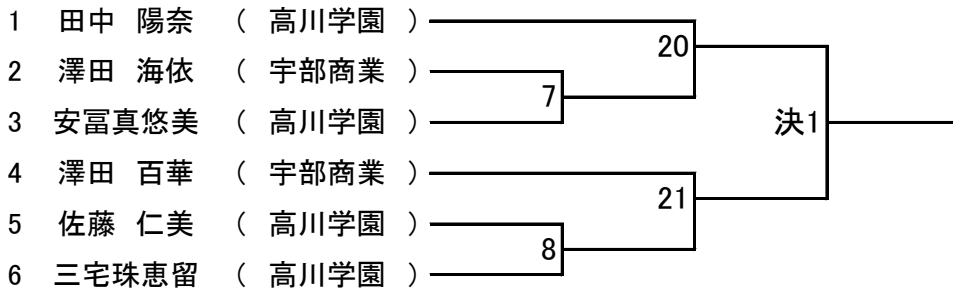 1 田中 陽奈 ( 高川学園 )
20
2 澤田 海依 ( 宇部商業 )
7
3 安冨真悠美 ( 高川学園 )
決1
4 澤田 百華 ( 宇部商業 )
21
5 佐藤 仁美 ( 高川学園 )
8
6 三宅珠恵留 ( 高川学園 )